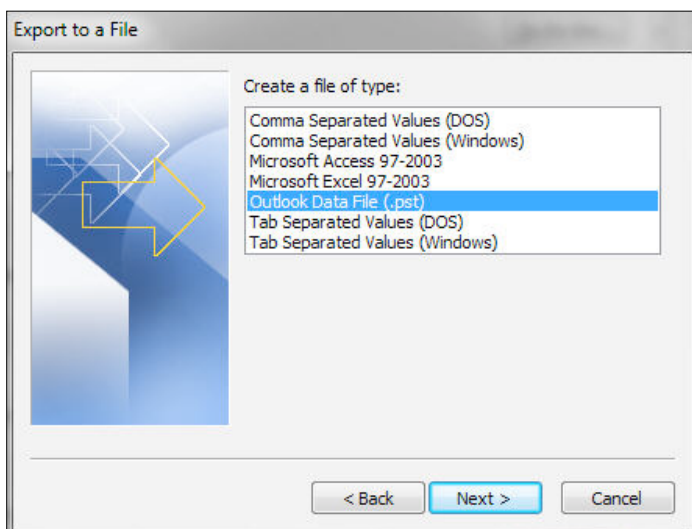 Export to a File
Create a file of type:
Comma Separated Values (DOS)
Comma Separated Values (Windows)
Microsoft Access 97-2003
Microsoft Excel 97-2003
Outlook Data File (.pst)
Tab Separated Values (DOS)
Tab Separated Values (Windows)
< Back
Next >
Cancel